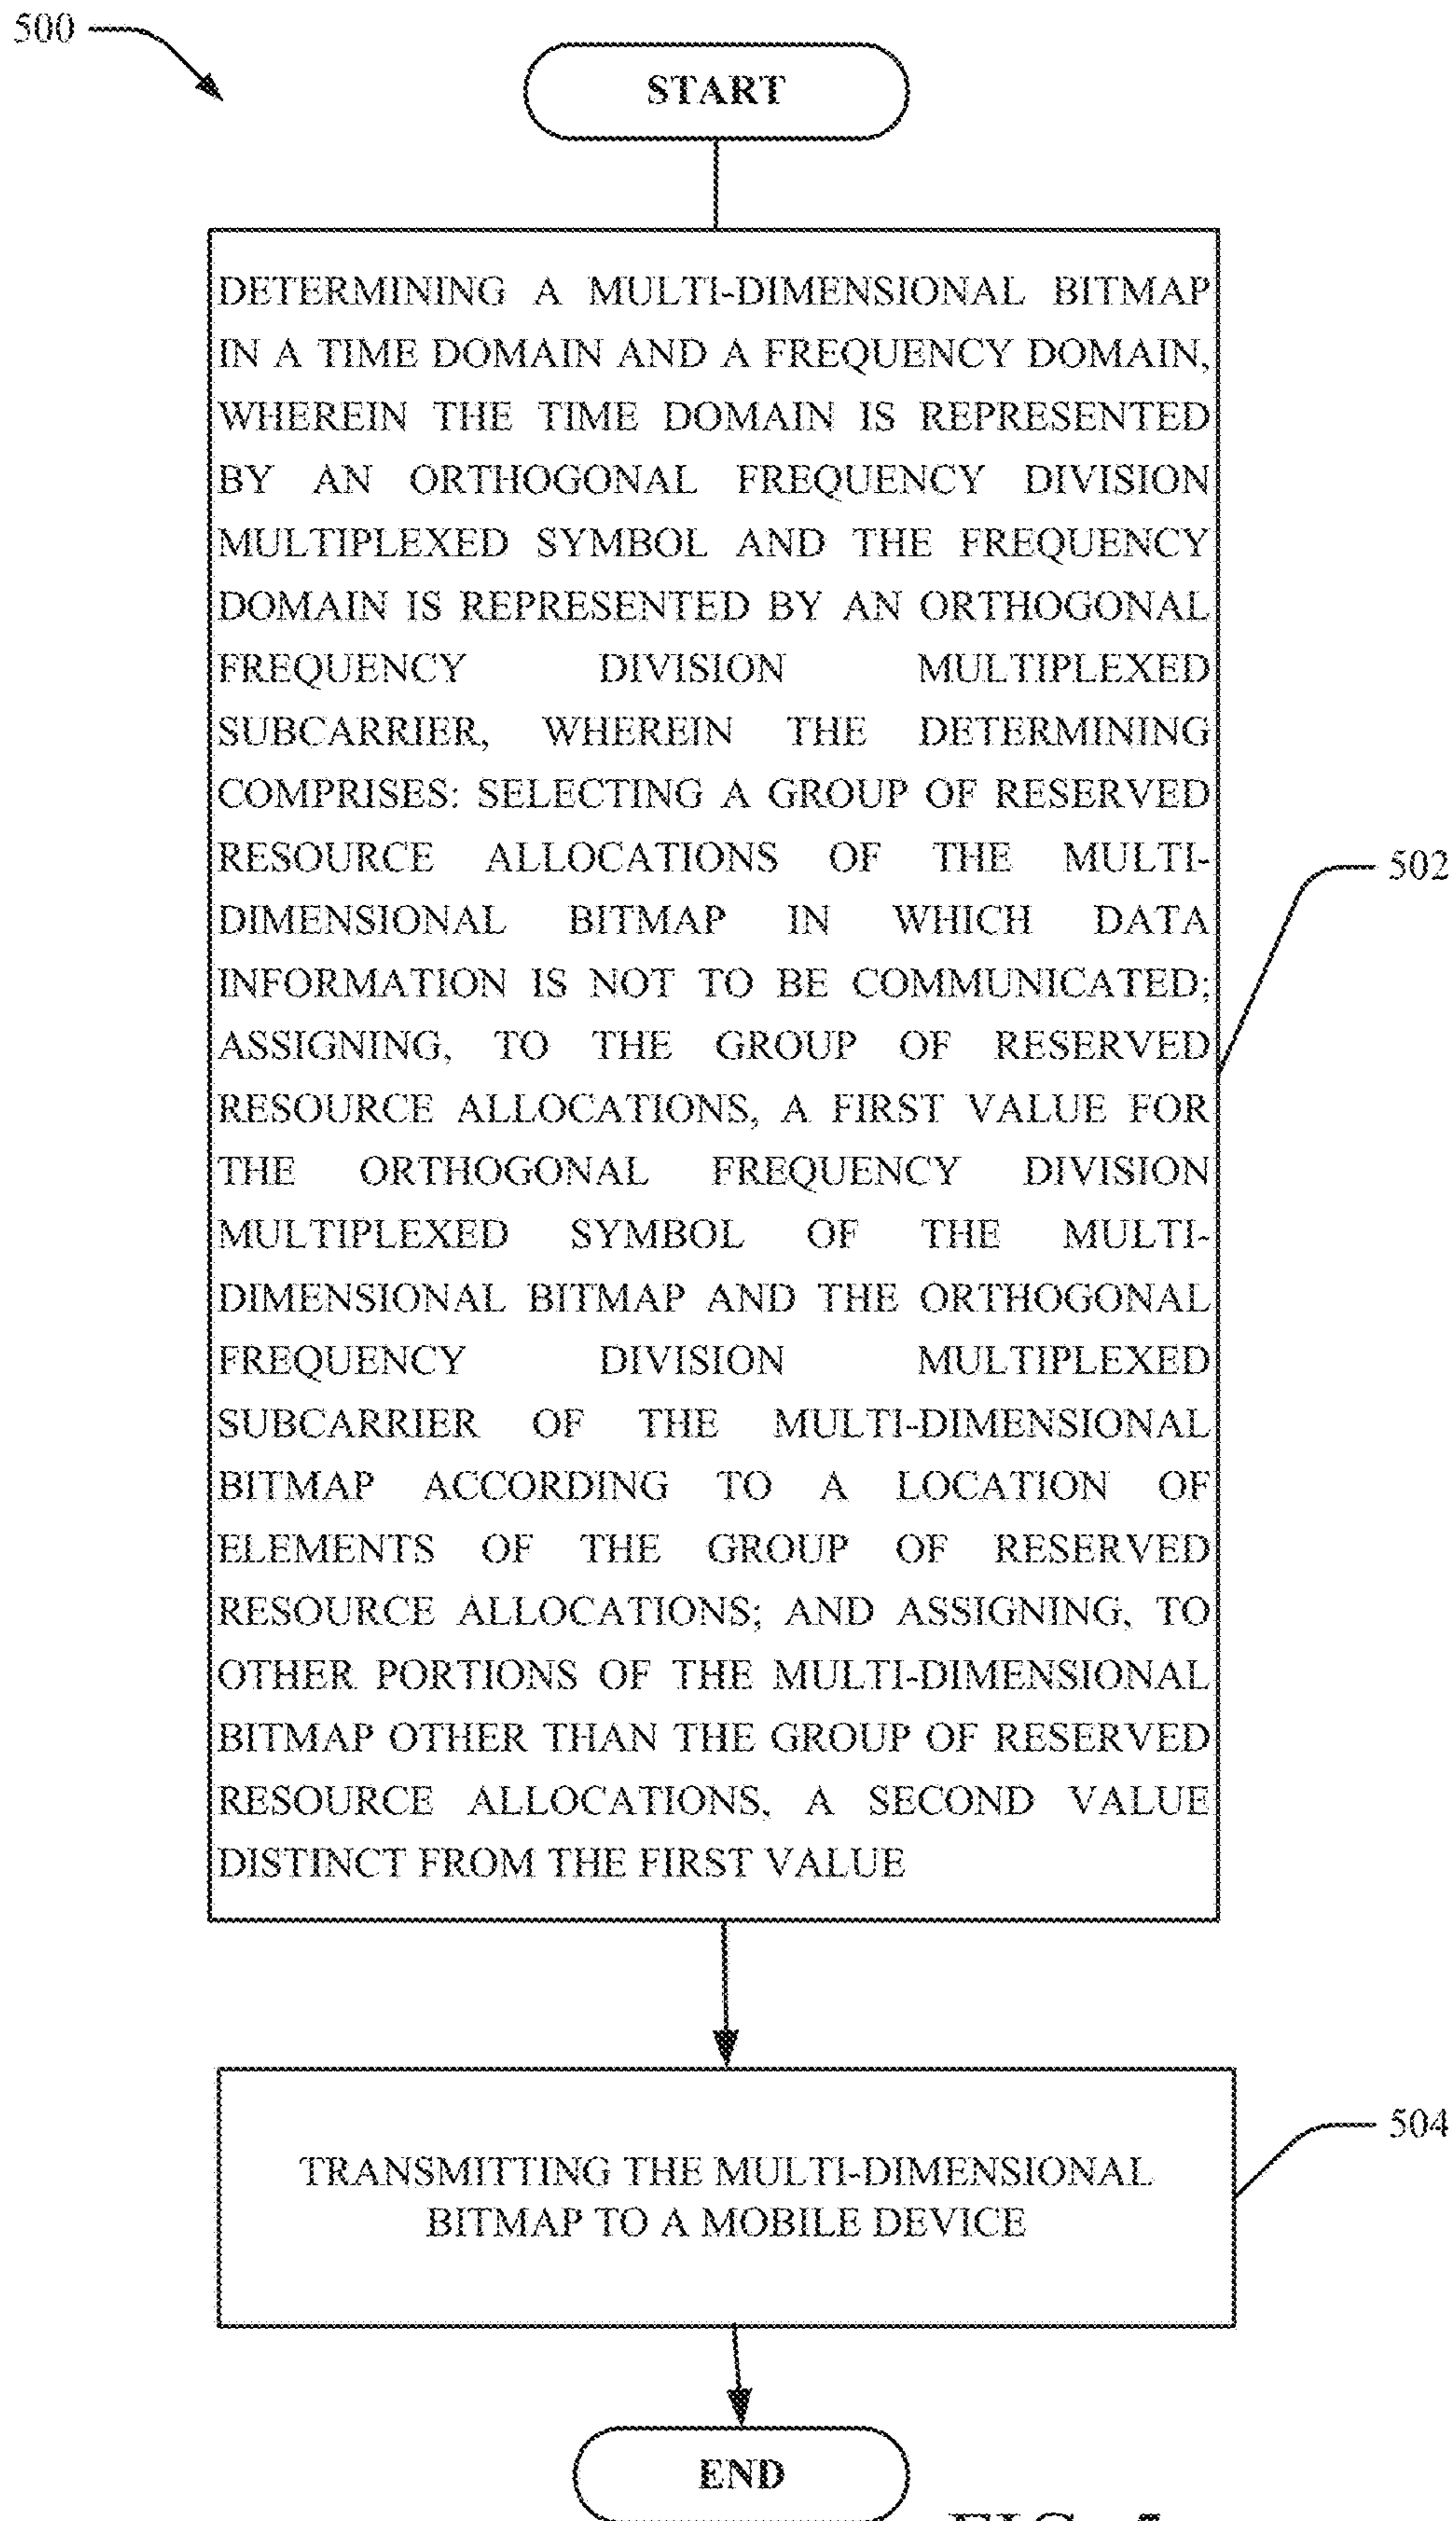 500
START
DETERMINING A MULTI-DIMENSIONAL BITMAP
IN A TIME DOMAIN AND A FREQUENCY DOMAIN,
WHEREIN THE TIME DOMAIN IS REPRESENTED
BY AN ORTHOGONAL FREQUENCY DIVISION
MULTIPLEXED SYMBOL AND THE FREQUENCY
DOMAIN IS REPRESENTED BY AN ORTHOGONAL
FREQUENCY DIVISION MULTIPLEXED
SUBCARRIER, WHEREIN THE DETERMINING
COMPRISES: SELECTING A GROUP OF RESERVED
RESOURCE ALLOCATIONS OF THE MULTI-
DIMENSIONAL BITMAP IN WHICH DATA
INFORMATION IS NOT TO BE COMMUNICATED;
ASSIGNING, TO THE GROUP OF RESERVED
RESOURCE ALLOCATIONS, A FIRST VALUE FOR
THE ORTHOGONAL FREQUENCY DIVISION
MULTIPLEXED SYMBOL OF THE MULTI-
DIMENSIONAL BITMAP AND THE ORTHOGONAL
FREQUENCY DIVISION MULTIPLEXED
SUBCARRIER OF THE MULTI-DIMENSIONAL
BITMAP ACCORDING TO A LOCATION OF
ELEMENTS OF THE GROUP OF RESERVED
RESOURCE ALLOCATIONS; AND ASSIGNING, TO
OTHER PORTIONS OF THE MULTI-DIMENSIONAL
BITMAP OTHER THAN THE GROUP OF RESERVED
RESOURCE ALLOCATIONS, A SECOND VALUE
DISTINCT FROM THE FIRST VALUE
502
TRANSMITTING THE MULTI-DIMENSIONAL
BITMAP TO A MOBILE DEVICE
504
END